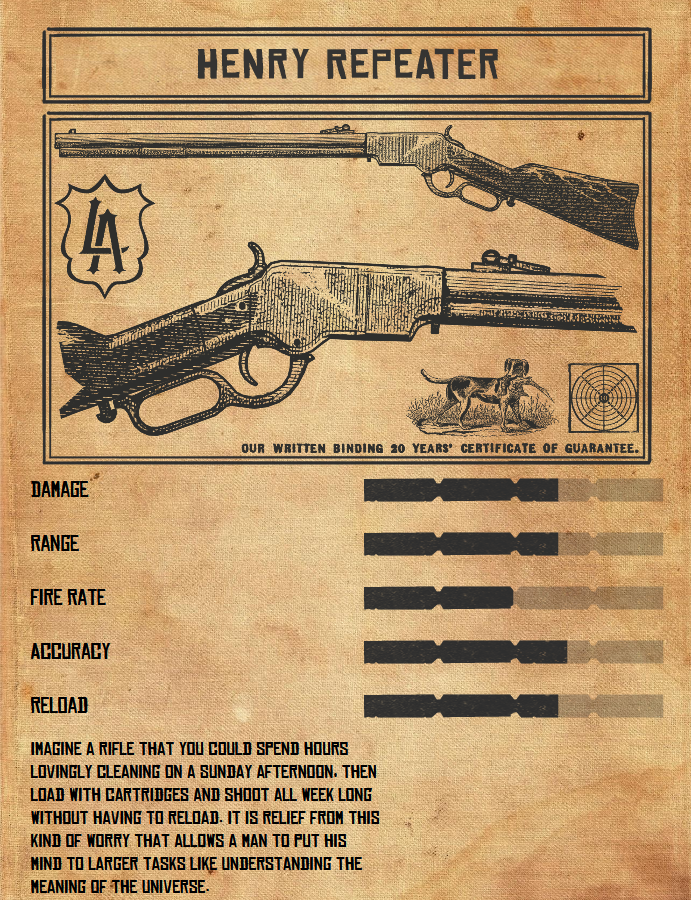 HENRY REPEATER
LA
OUR WRITTEN BINDING 20 YEARS' CERTIFICATE OF GUARANTEE.
DAMAGE
RANGE
FIRE RATE
ACCURACY
RELOAD
IMAGINE A RIFLE THAT YOU COULD SPEND HOURS
LOVINGLY CLEANING ON A SUNDAY AFTERNOON, THEN
LOAD WITH CARTRIDGES AND SHOOT ALL WEEK LONG
WITHOUT HAVING TO RELOAD. IT IS RELIEF FROM THIS
KIND OF WORRY THAT ALLOWS A MAN TO PUT HIS
MIND TO LARGER TASKS LIKE UNDERSTANDING THE
MEANING OF THE UNIVERSE.